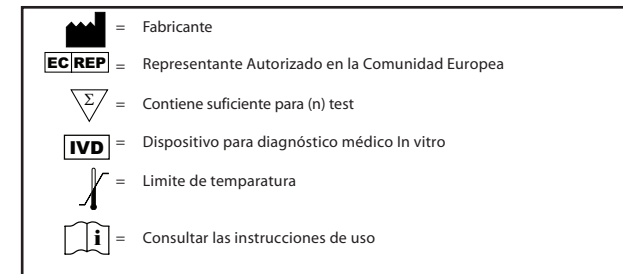 = Fabricante
EC REP = Representante Autorizado en la Comunidad Europea
Σ = Contiene suficiente para (n) test
IVD = Dispositivo para diagnóstico médico In vitro
= Limite de temparatura
i = Consultar las instrucciones de uso